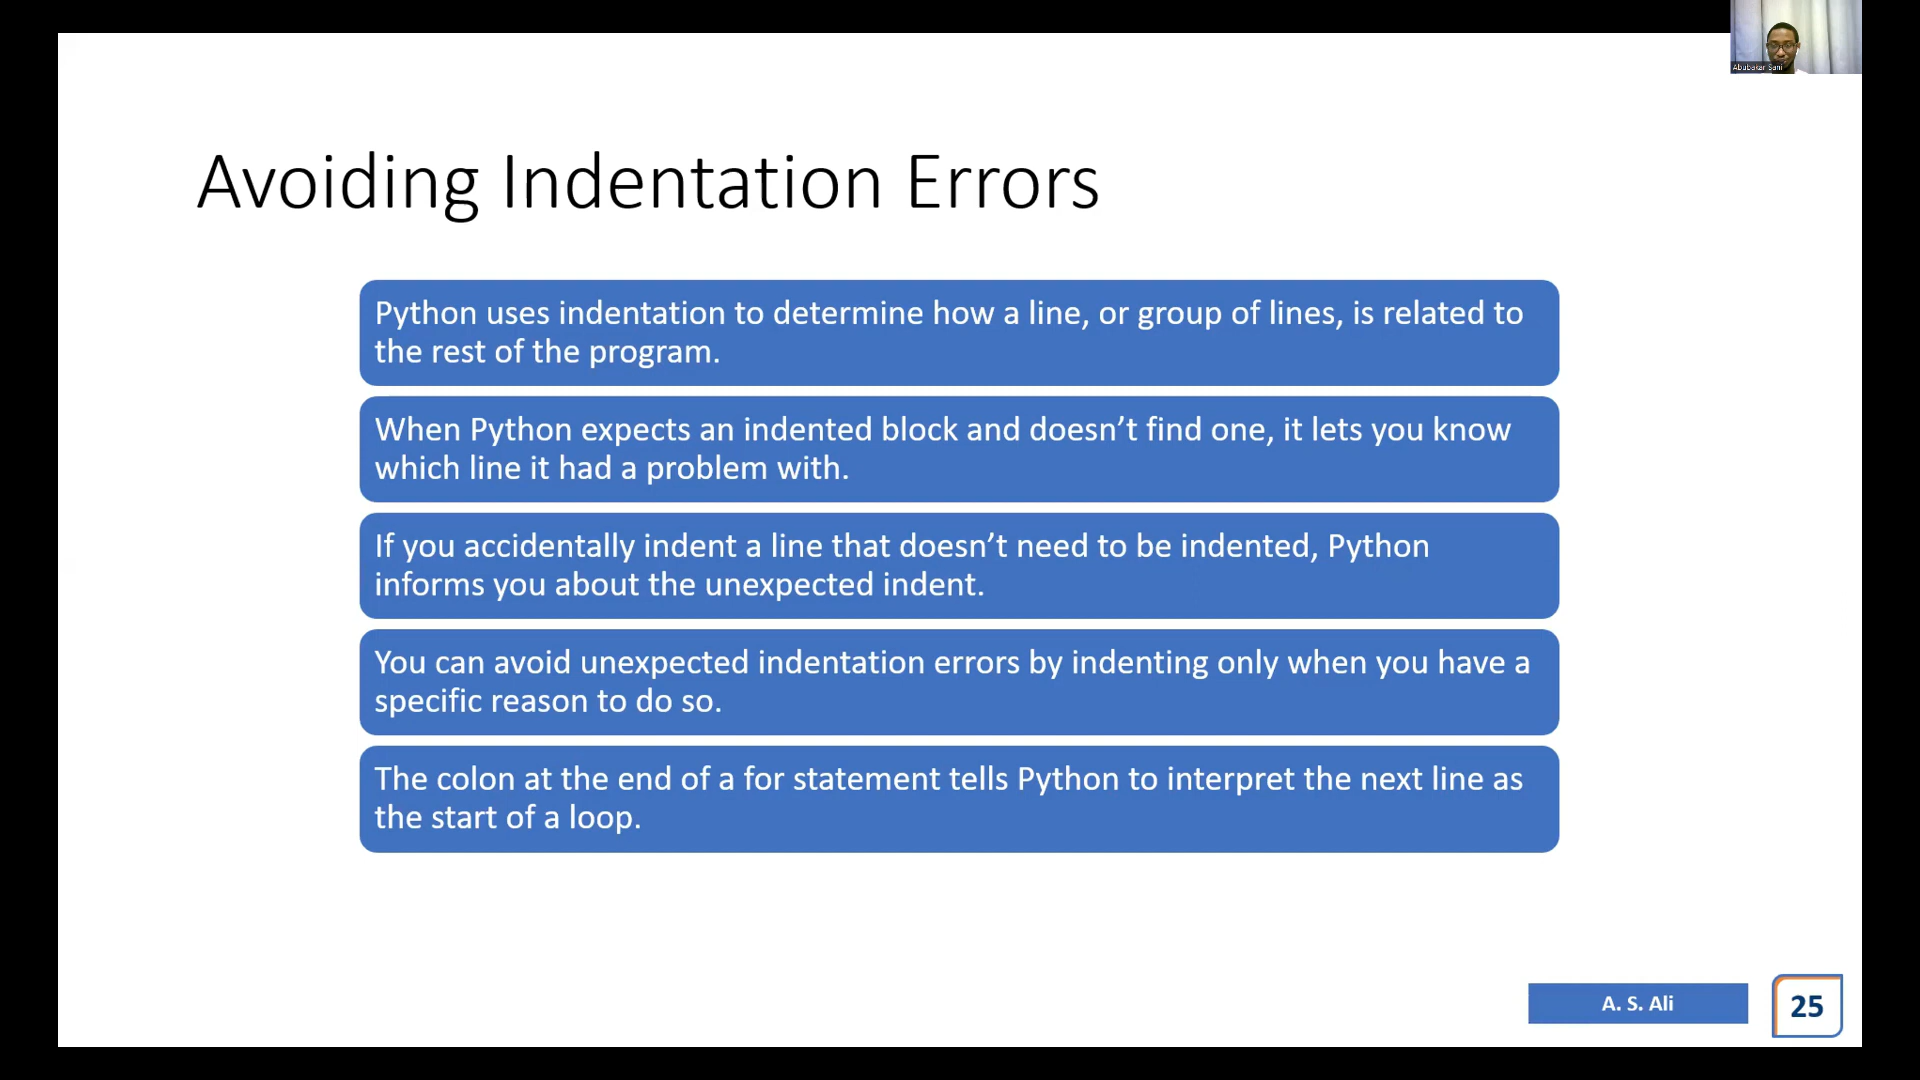 Abubakar Sani
Avoiding Indentation Errors
Python uses indentation to determine how a line, or group of lines, is related to
the rest of the program.
When Python expects an indented block and doesn’t find one, it lets you know
which line it had a problem with.
If you accidentally indent a line that doesn’t need to be indented, Python
informs you about the unexpected indent.
You can avoid unexpected indentation errors by indenting only when you have a
specific reason to do so.
The colon at the end of a for statement tells Python to interpret the next line as
the start of a loop.
A. S. Ali
25